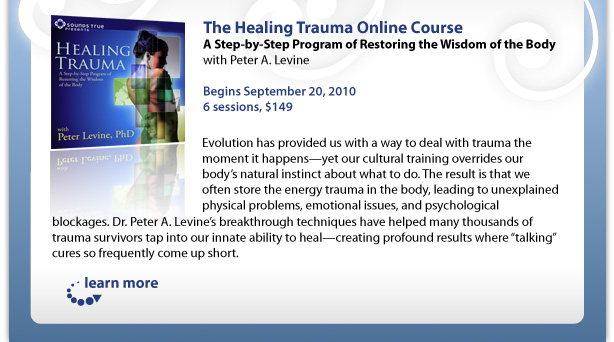 sounds true
presents
HEALING
TRAUMA
A Step-by-Step Program of
Restoring the Wisdom
of the Body
with
Peter Levine, PhD
The Healing Trauma Online Course
A Step-by-Step Program of Restoring the Wisdom of the Body
with Peter A. Levine
Begins September 20, 2010
6 sessions, $149
Evolution has provided us with a way to deal with trauma the
moment it happens—yet our cultural training overrides our
body's natural instinct about what to do. The result is that we
often store the energy trauma in the body, leading to unexplained
physical problems, emotional issues, and psychological
blockages. Dr. Peter A. Levine's breakthrough techniques have helped many thousands of
trauma survivors tap into our innate ability to heal—creating profound results where “talking”
cures so frequently come up short.
learn more